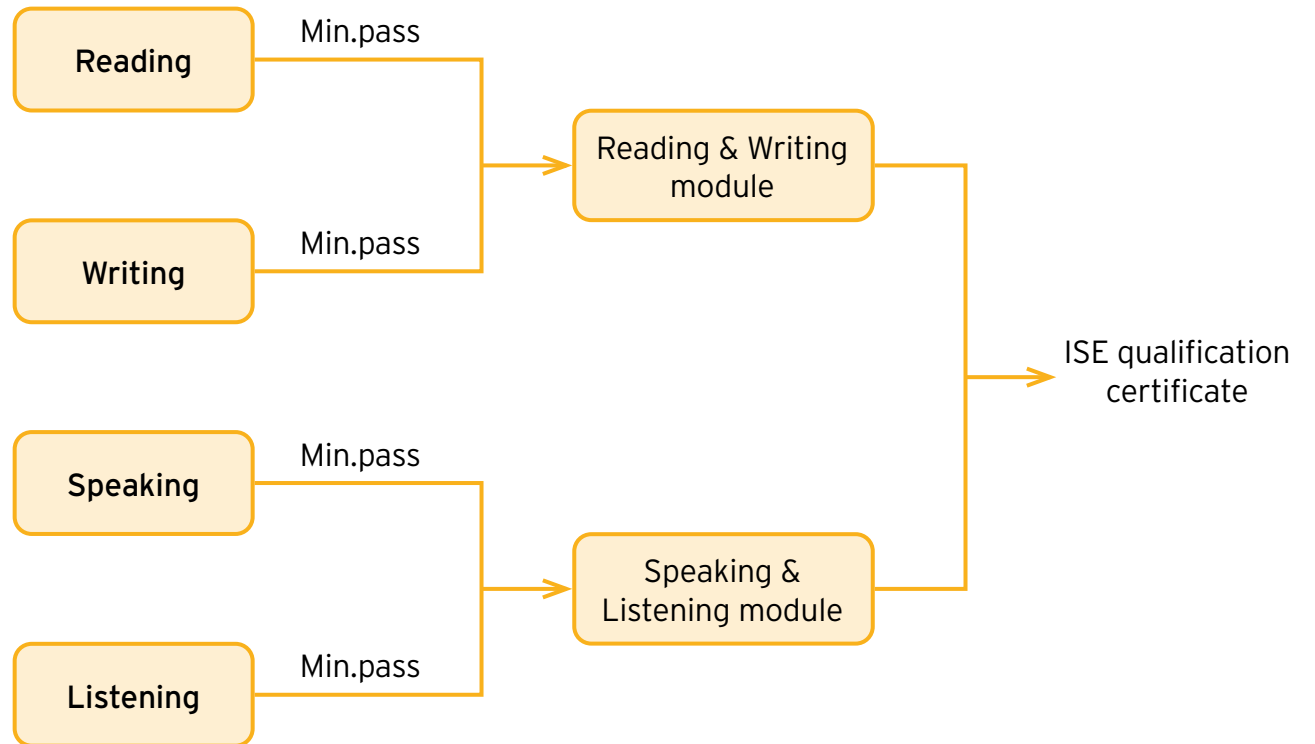 Min.pass
Reading
Reading & Writing
module
Min.pass
Writing
ISE qualification
certificate
Min.pass
Speaking
Speaking &
Listening module
Min.pass
Listening